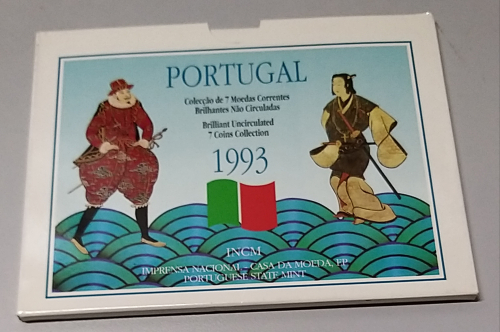 PORTUGAL
Colecção de 7 Moedas Correntes
Brilhantes Não Circuladas
Brilliant Uncirculated
7 Coins Collection
1993
INCM
IMPRENSA NACIONAL - CASA DA MOEDA, EP
PORTUGUESE STATE MINT